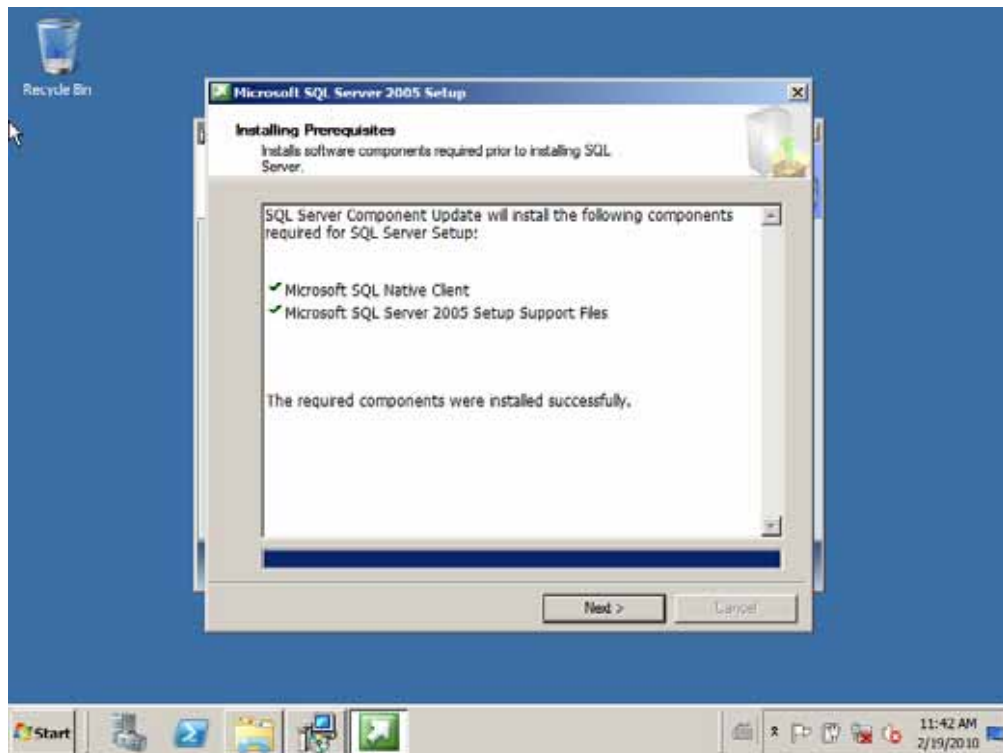 Recycle Bin
Microsoft SQL Server 2005 Setup
Installing Prerequisites
Installs software components required prior to installing SQL
Server.
SQL Server Component Update will install the following components
required for SQL Server Setup:
Microsoft SQL Native Client
Microsoft SQL Server 2005 Setup Support Files
The required components were installed successfully.
Next >
Cancel
Start
11:42 AM
2/19/2010